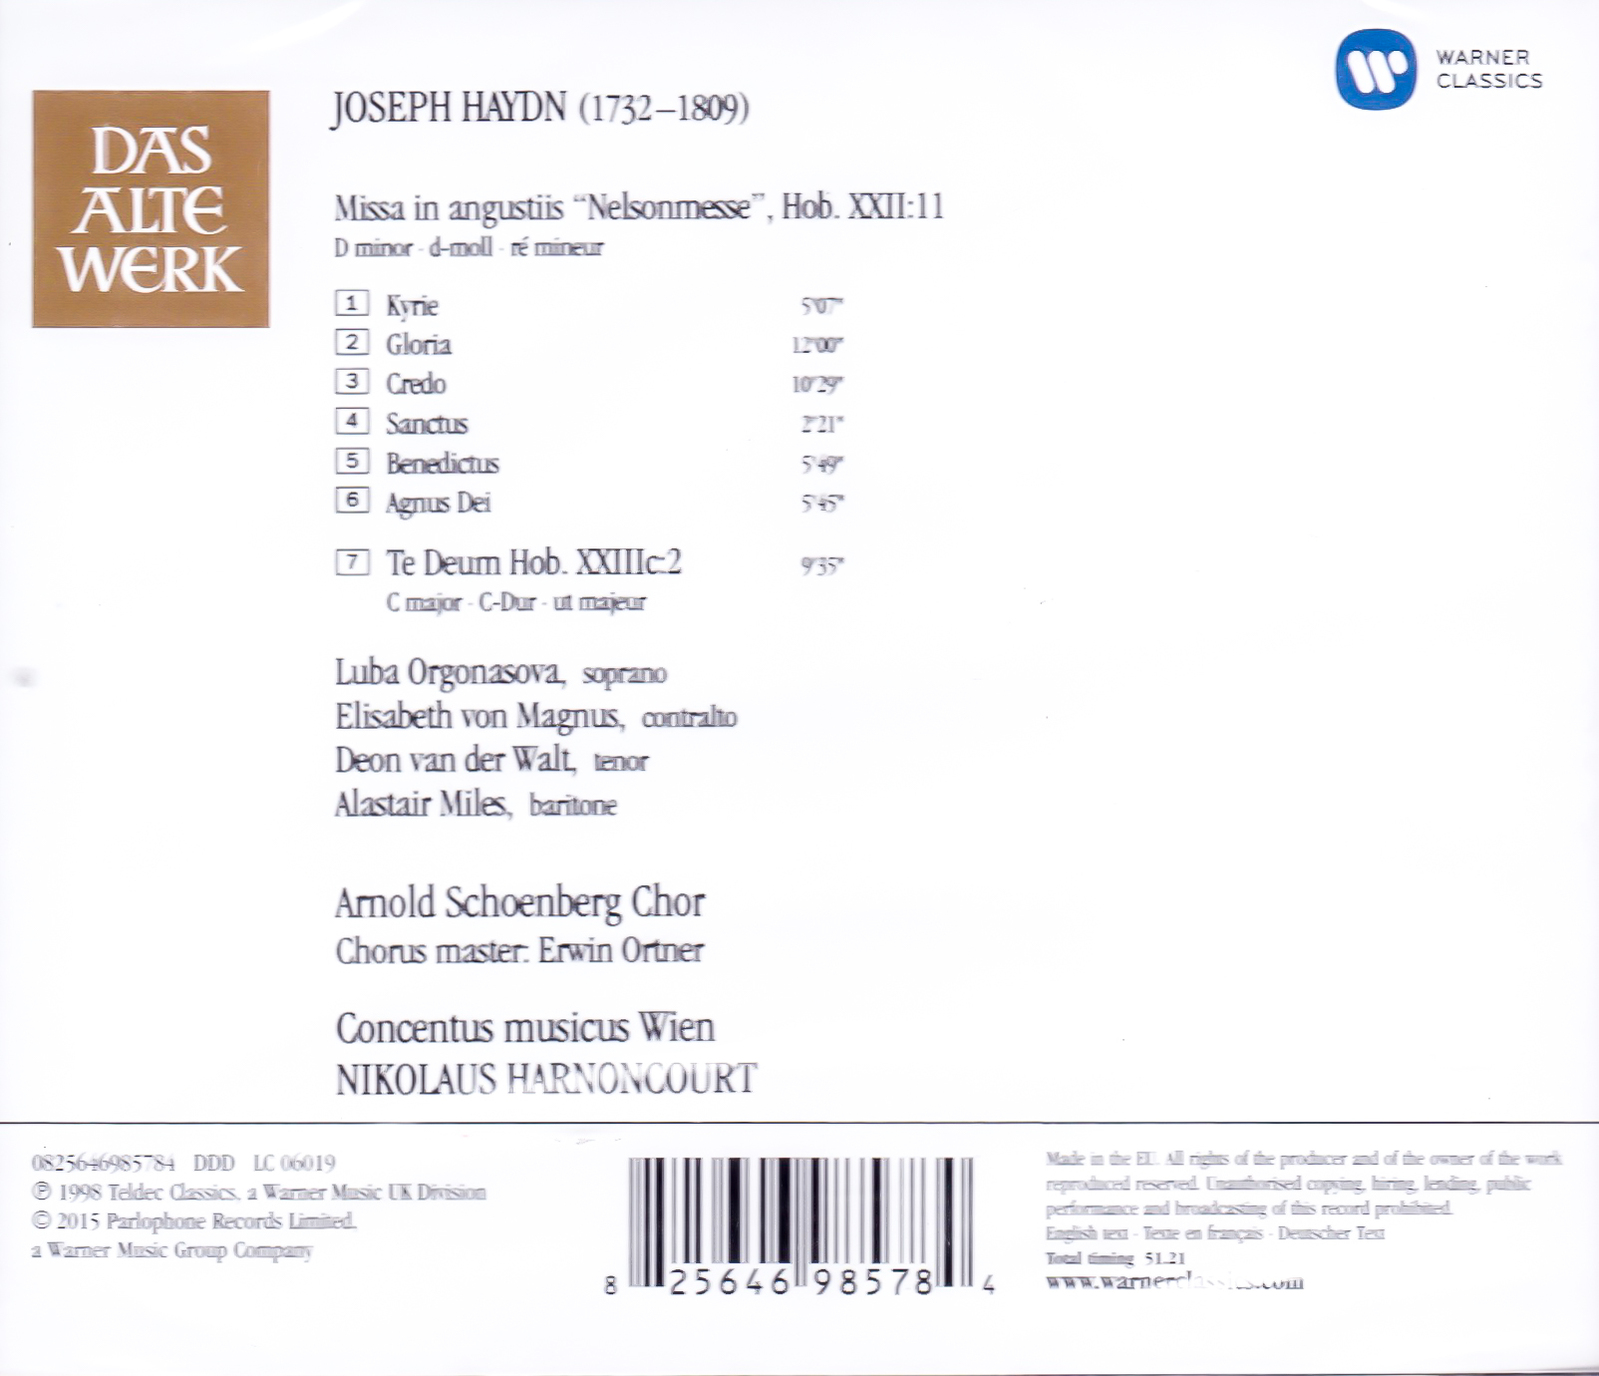 WARNER
CLASSICS
DAS
ALTE
WERK
JOSEPH HAYDN (1732–1809)
Missa in angustiis “Nelsonmesse”, Hob. XXII:11
D minor · d-moll · ré mineur
1 Kyrie 5'07"
2 Gloria 12'00"
3 Credo 10'29"
4 Sanctus 2'21"
5 Benedictus 5'49"
6 Agnus Dei 5'45"
7 Te Deum Hob. XXIIIc:2 9'35"
C major · C-Dur · ut majeur
Luba Orgonasova, soprano
Elisabeth von Magnus, contralto
Deon van der Walt, tenor
Alastair Miles, baritone
Arnold Schoenberg Chor
Chorus master: Erwin Ortner
Concentus musicus Wien
NIKOLAUS HARNONCOURT
0825646985784 DDD LC 06019
℗ 1998 Teldec Classics, a Warner Music UK Division
© 2015 Parlophone Records Limited,
a Warner Music Group Company
8 25646 98578 4
Made in the EU. All rights of the producer and of the owner of the work
reproduced reserved. Unauthorised copying, hiring, lending, public
performance and broadcasting of this record prohibited.
English text · Texte en français · Deutscher Text
Total timing 51.21
www.warnerclassics.com